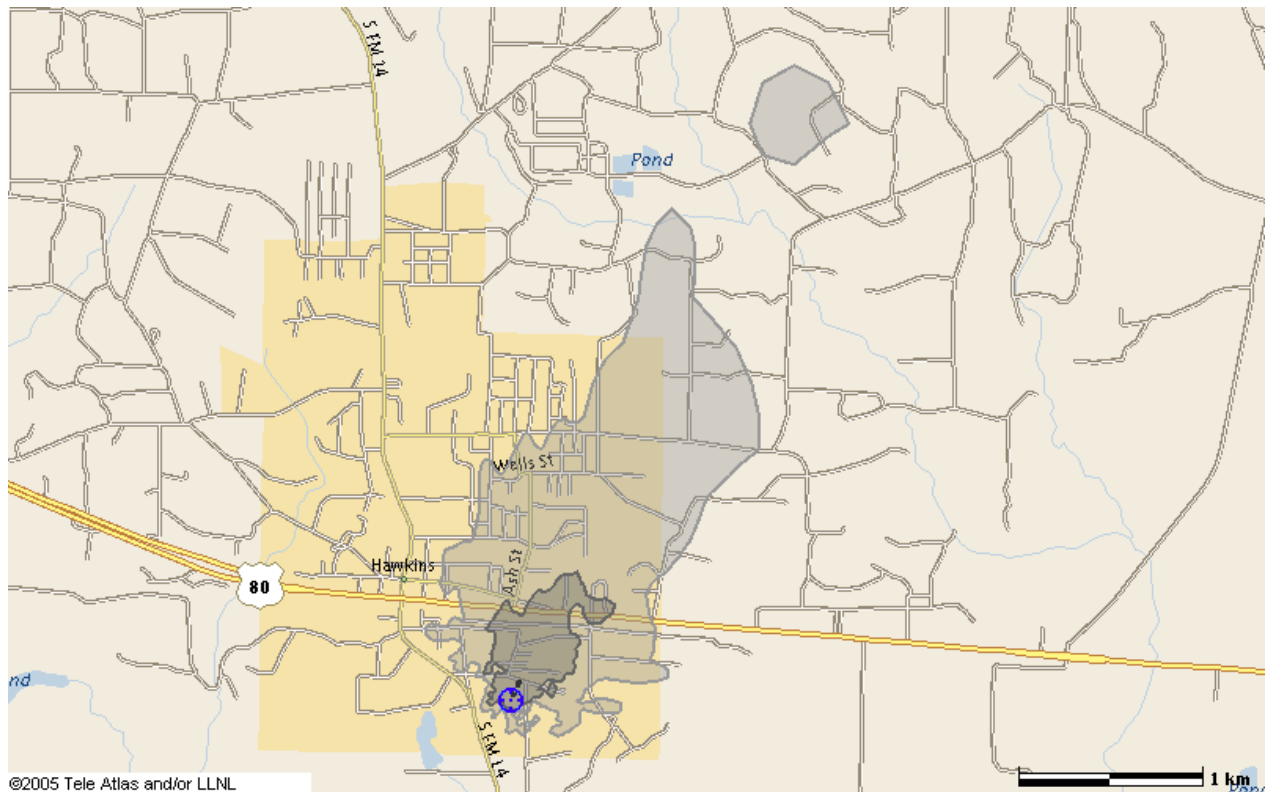 S FM 14
Pond
Wells St
Ash St
Hawkins
80
nd
S FM 14
©2005 Tele Atlas and/or LLNL
1 km
Pond